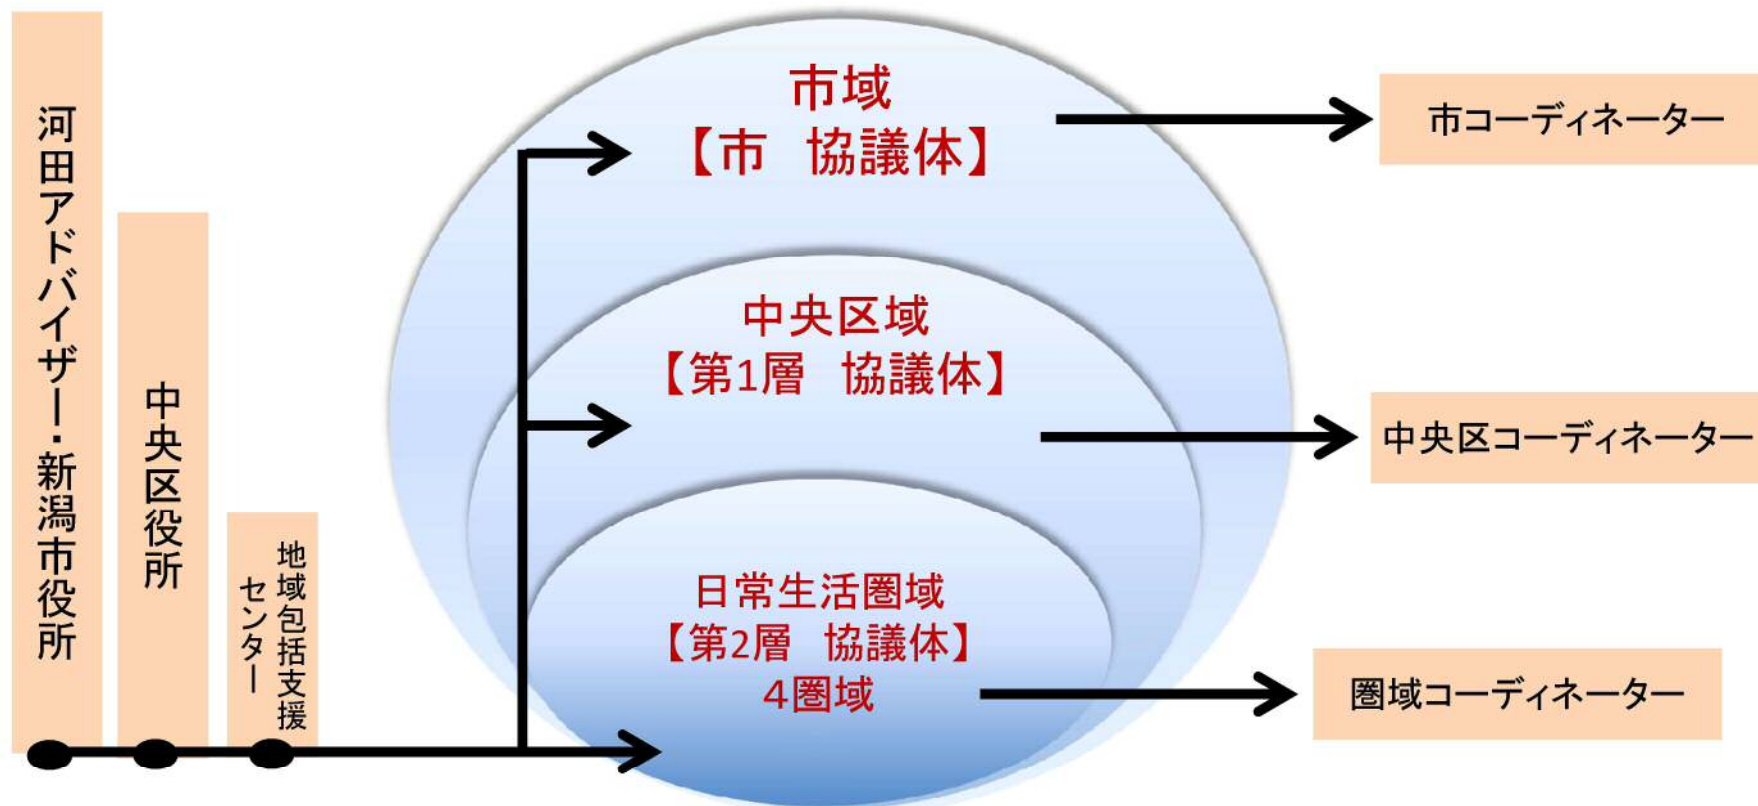 河田アドバイザー・新潟市役所
中央区役所
地域包括支援
センター
市域
【市　協議体】
中央区域
【第1層　協議体】
日常生活圏域
【第2層　協議体】
４圏域
市コーディネーター
中央区コーディネーター
圏域コーディネーター